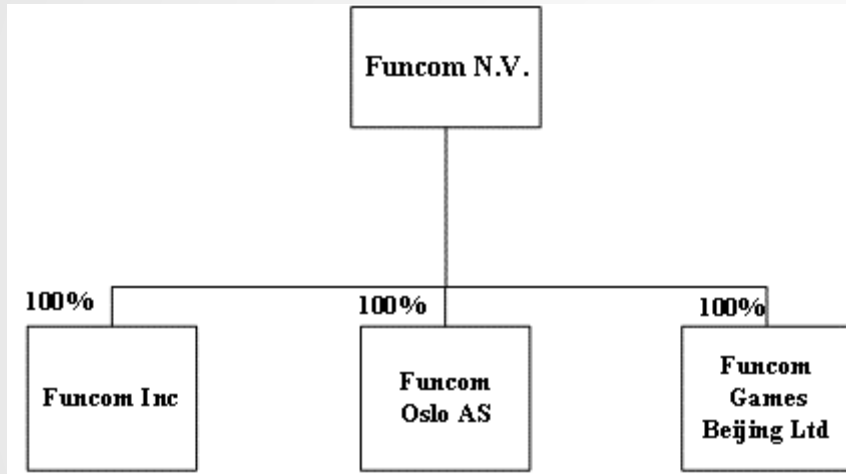 Funcom N.V.
100%
100%
100%
Funcom Inc
Funcom
Oslo AS
Funcom
Games
Beijing Ltd